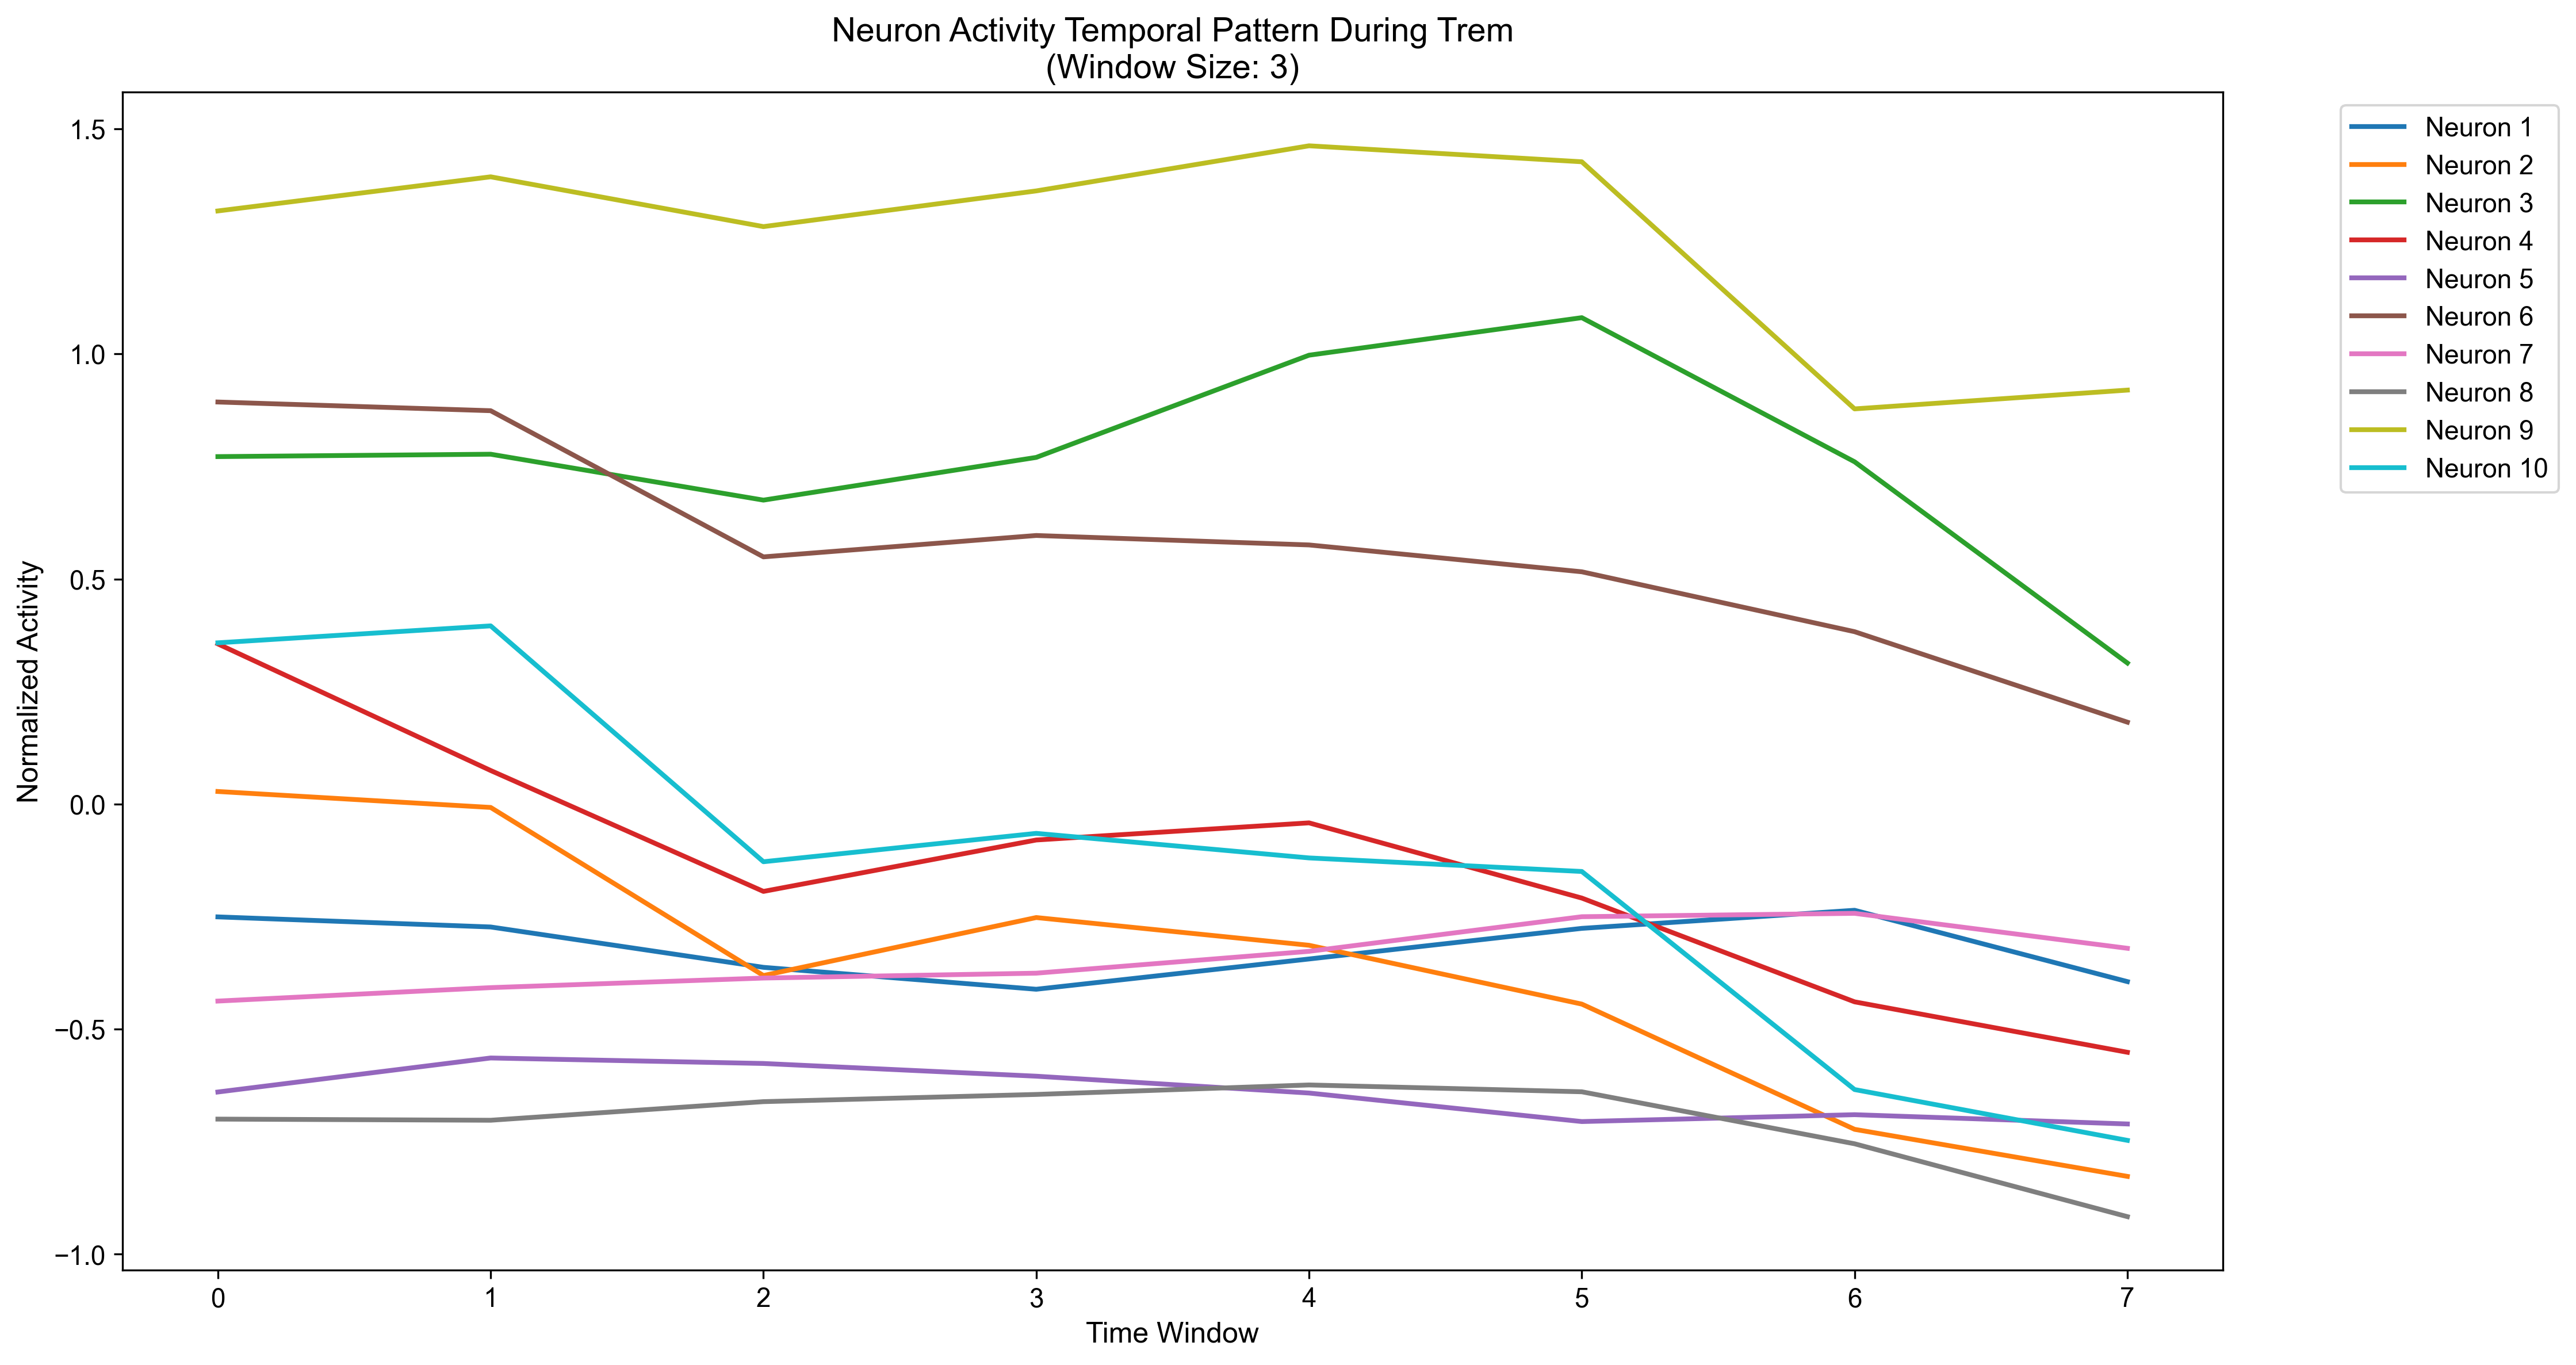 Neuron Activity Temporal Pattern During Trem
(Window Size: 3)
Normalized Activity
1.5
1.0
0.5
0.0
−0.5
−1.0
0 1 2 3 4 5 6 7
Time Window
Neuron 1
Neuron 2
Neuron 3
Neuron 4
Neuron 5
Neuron 6
Neuron 7
Neuron 8
Neuron 9
Neuron 10